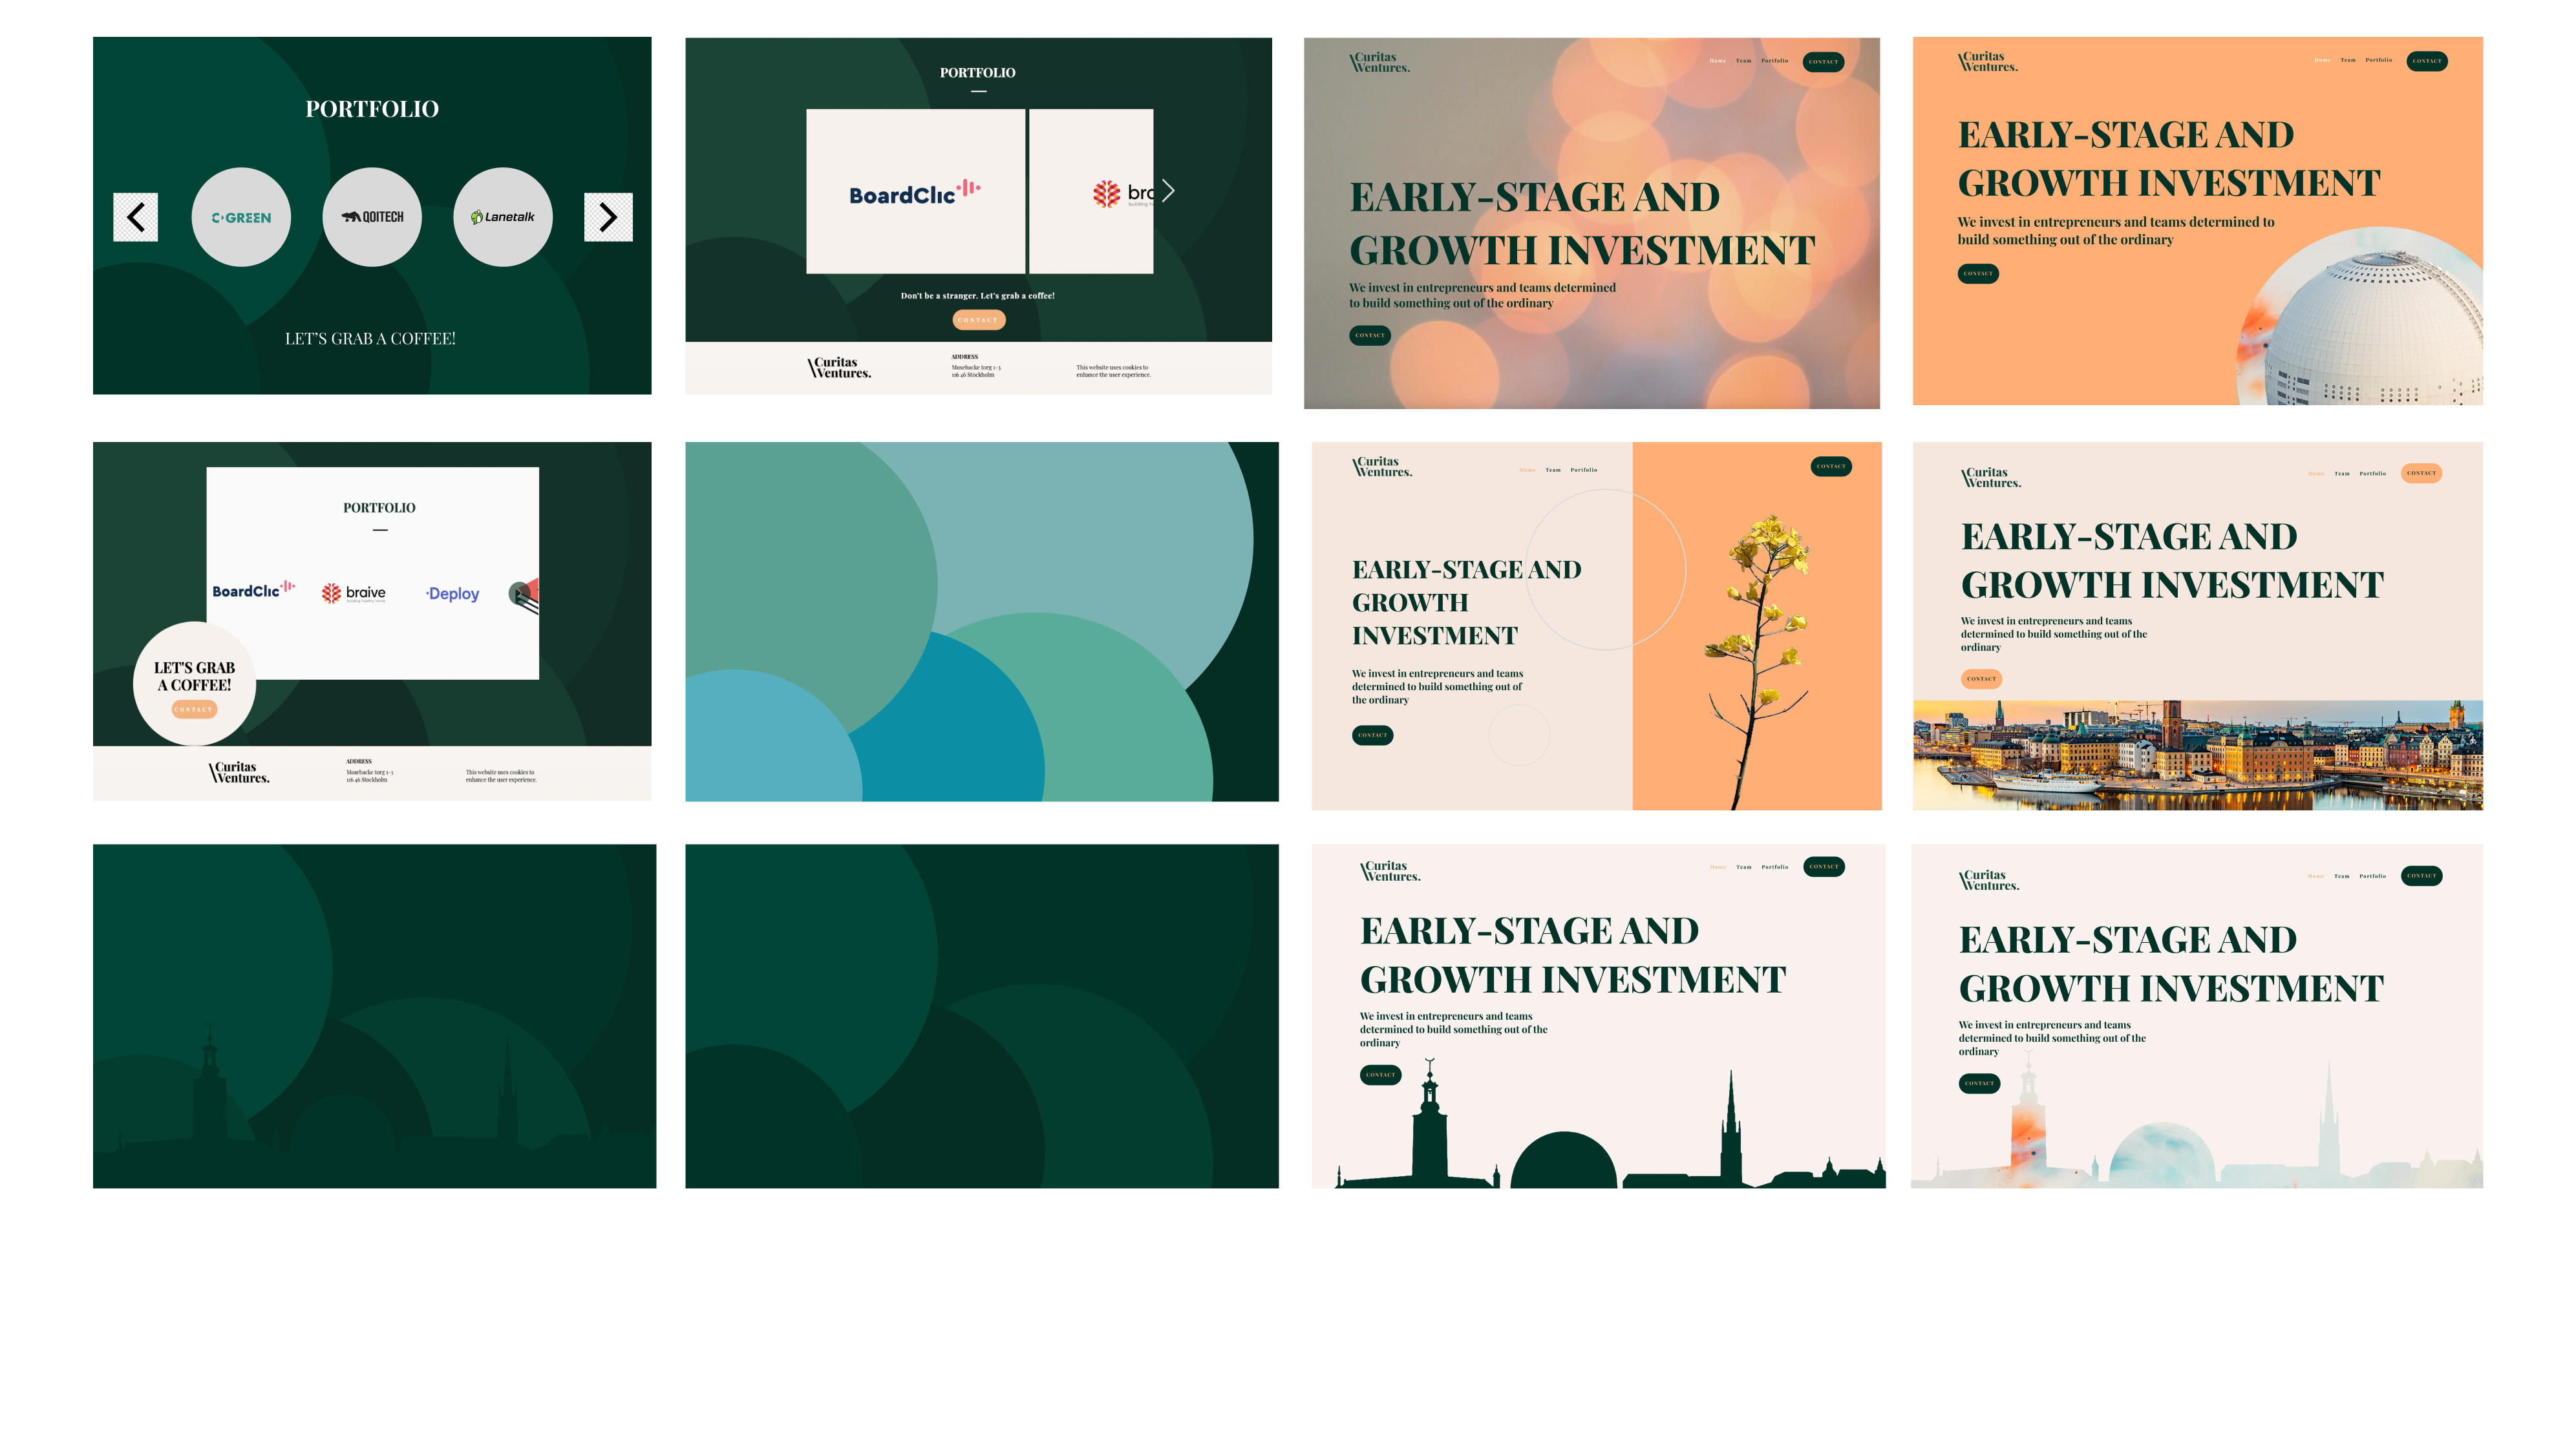 PORTFOLIO
C>GREEN
QOITECH
Lanetalk
LET'S GRAB A COFFEE!
PORTFOLIO
BoardClic
brc
Don't be a stranger. Let's grab a coffee!
CONTACT
Curitas
Ventures.
ADDRESS
Mosebacke torg 1-3
116 46 Stockholm
This website uses cookies to
enhance the user experience.
Curitas
Ventures.
Home Team Portfolio CONTACT
EARLY-STAGE AND
GROWTH INVESTMENT
We invest in entrepreneurs and teams determined
to build something out of the ordinary
CONTACT
Curitas
Ventures.
Home Team Portfolio CONTACT
EARLY-STAGE AND
GROWTH INVESTMENT
We invest in entrepreneurs and teams determined to
build something out of the ordinary
CONTACT
PORTFOLIO
BoardClic
braive
Deploy
LET'S GRAB
A COFFEE!
CONTACT
Curitas
Ventures.
ADDRESS
Mosebacke torg 1-3
116 46 Stockholm
This website uses cookies to
enhance the user experience.
Curitas
Ventures.
Home Team Portfolio CONTACT
EARLY-STAGE AND
GROWTH
INVESTMENT
We invest in entrepreneurs and teams
determined to build something out of
the ordinary
CONTACT
Curitas
Ventures.
Home Team Portfolio CONTACT
EARLY-STAGE AND
GROWTH INVESTMENT
We invest in entrepreneurs and teams
determined to build something out of the
ordinary
CONTACT
Curitas
Ventures.
Home Team Portfolio CONTACT
EARLY-STAGE AND
GROWTH INVESTMENT
We invest in entrepreneurs and teams
determined to build something out of the
ordinary
CONTACT
Curitas
Ventures.
Home Team Portfolio CONTACT
EARLY-STAGE AND
GROWTH INVESTMENT
We invest in entrepreneurs and teams
determined to build something out of the
ordinary
CONTACT